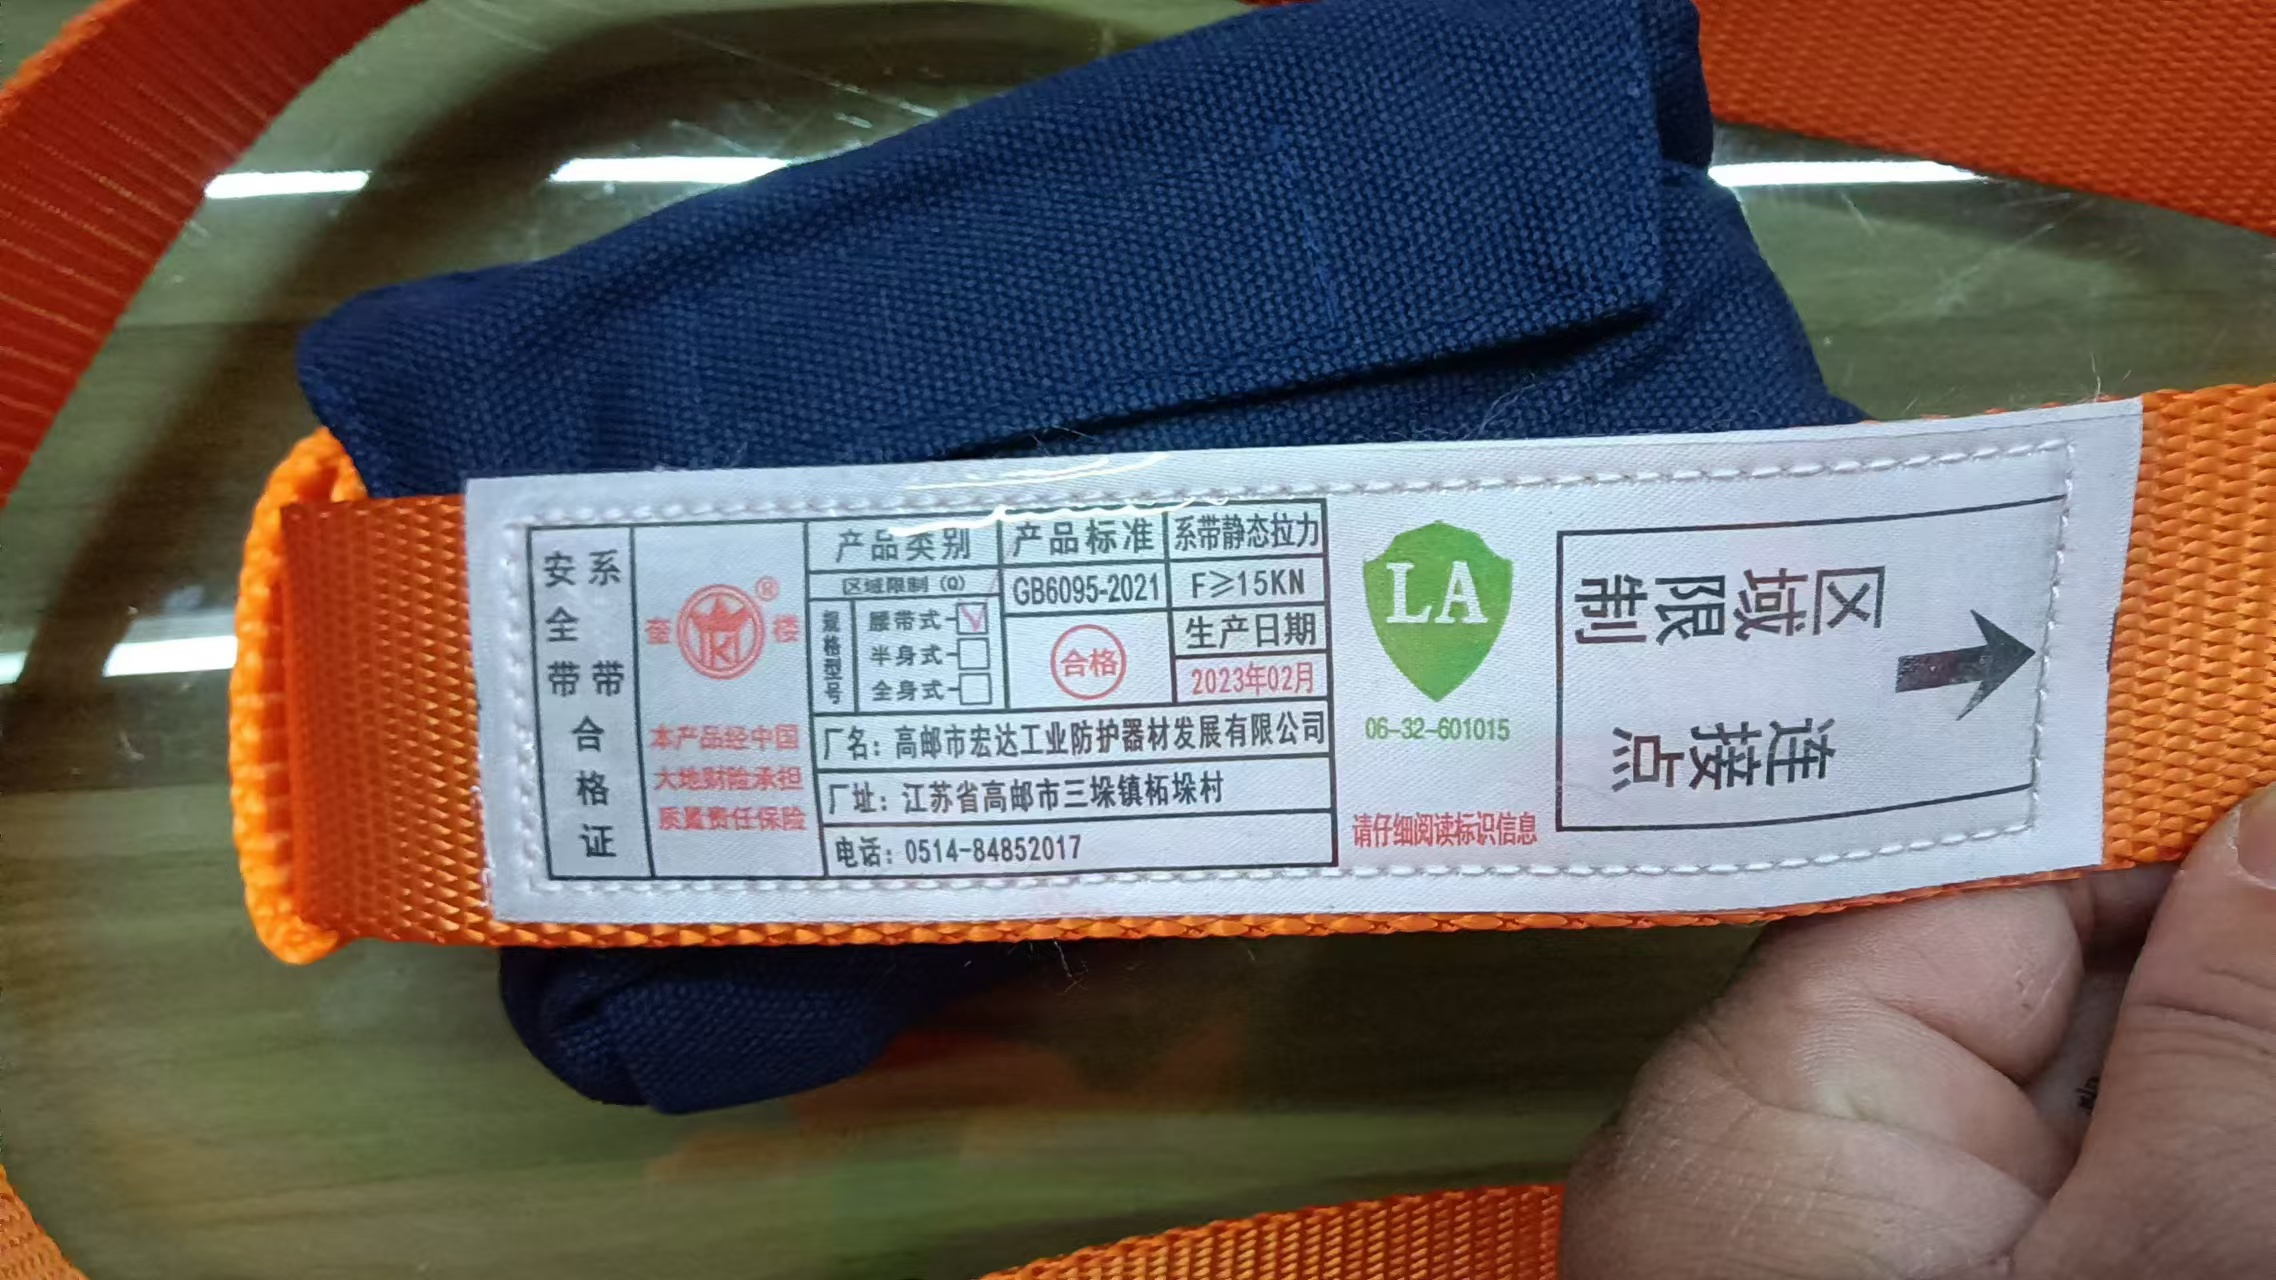 安全带
系带
合格证
奎 ® 楼
本产品经中国
大地财险承担
质量责任保险
产品类别
区域限制（Q）
规格型号
腰带式
半身式
全身式
产品标准
GB6095-2021
合格
系带静态拉力
F≥15KN
生产日期
2023年02月
厂名：高邮市宏达工业防护器材发展有限公司
厂址：江苏省高邮市三垛镇柘垛村
电话：0514-84852017
LA
06-32-601015
请仔细阅读标识信息
区域限制
连接点